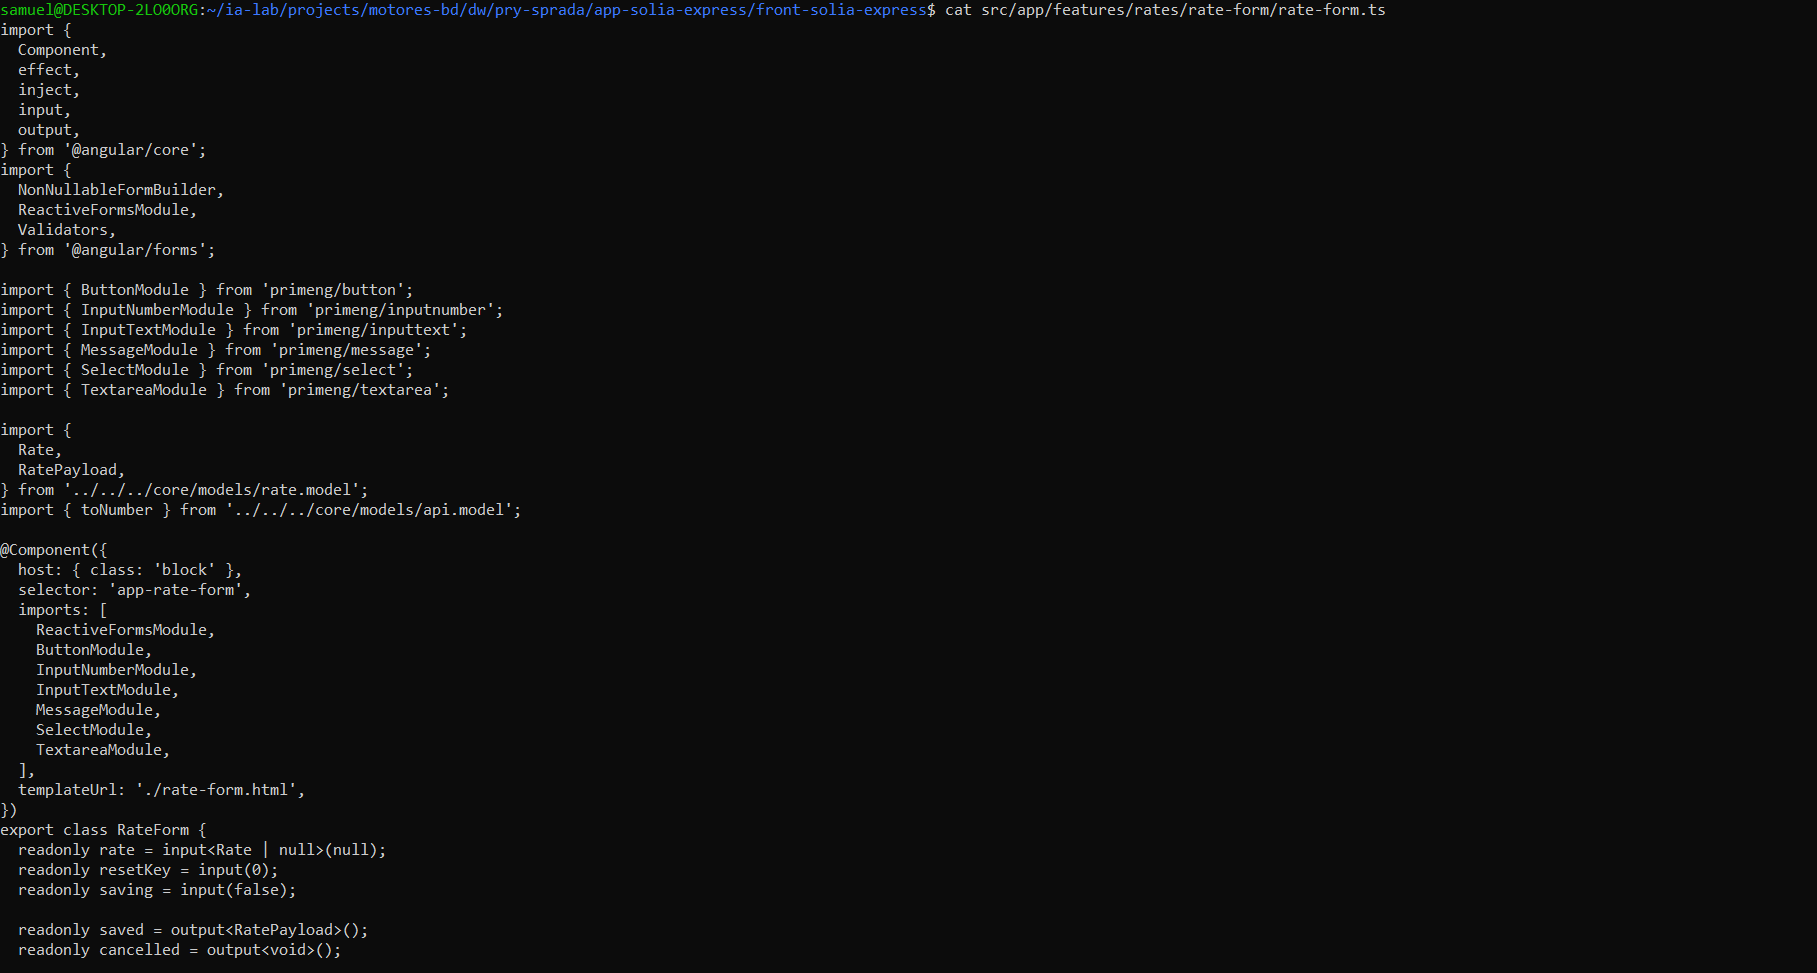 samuel@DESKTOP-2LO0ORG:~/ia-lab/projects/motores-bd/dw/pry-sprada/app-solia-express/front-solia-express$ cat src/app/features/rates/rate-form/rate-form.ts
import {
  Component,
  effect,
  inject,
  input,
  output,
} from '@angular/core';
import {
  NonNullableFormBuilder,
  ReactiveFormsModule,
  Validators,
} from '@angular/forms';

import { ButtonModule } from 'primeng/button';
import { InputNumberModule } from 'primeng/inputnumber';
import { InputTextModule } from 'primeng/inputtext';
import { MessageModule } from 'primeng/message';
import { SelectModule } from 'primeng/select';
import { TextareaModule } from 'primeng/textarea';

import {
  Rate,
  RatePayload,
} from '../../../core/models/rate.model';
import { toNumber } from '../../../core/models/api.model';

@Component({
  host: { class: 'block' },
  selector: 'app-rate-form',
  imports: [
    ReactiveFormsModule,
    ButtonModule,
    InputNumberModule,
    InputTextModule,
    MessageModule,
    SelectModule,
    TextareaModule,
  ],
  templateUrl: './rate-form.html',
})
export class RateForm {
  readonly rate = input<Rate | null>(null);
  readonly resetKey = input(0);
  readonly saving = input(false);

  readonly saved = output<RatePayload>();
  readonly cancelled = output<void>();